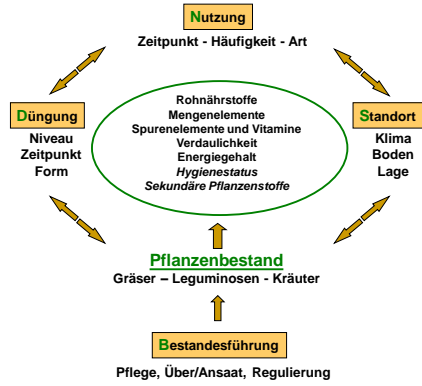 Nutzung
Zeitpunkt - Häufigkeit - Art
Düngung
Niveau
Zeitpunkt
Form
Rohnährstoffe
Mengenelemente
Spurenelemente und Vitamine
Verdaulichkeit
Energiegehalt
Hygienestatus
Sekundäre Pflanzenstoffe
Standort
Klima
Boden
Lage
Pflanzenbestand
Gräser – Leguminosen - Kräuter
Bestandesführung
Pflege, Über/Ansaat, Regulierung